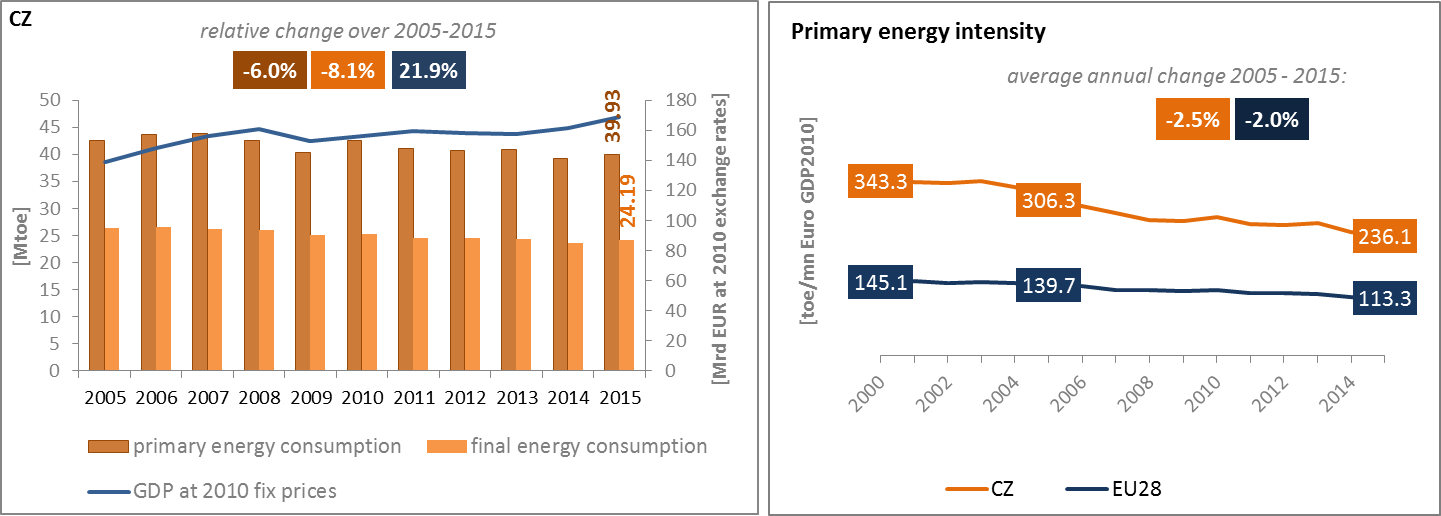 CZ
relative change over 2005-2015
-6.0% -8.1% 21.9%
50
45
40
35
30
25
20
15
10
5
0
[Mtoe]
39.93
24.19
180
160
140
120
100
80
60
40
20
0
[Mrd EUR at 2010 exchange rates]
2005 2006 2007 2008 2009 2010 2011 2012 2013 2014 2015
primary energy consumption final energy consumption
GDP at 2010 fix prices
Primary energy intensity
average annual change 2005 - 2015:
-2.5% -2.0%
[toe/mn Euro GDP2010]
343.3
306.3
236.1
145.1
139.7
113.3
2000 2002 2004 2006 2008 2010 2012 2014
CZ EU28